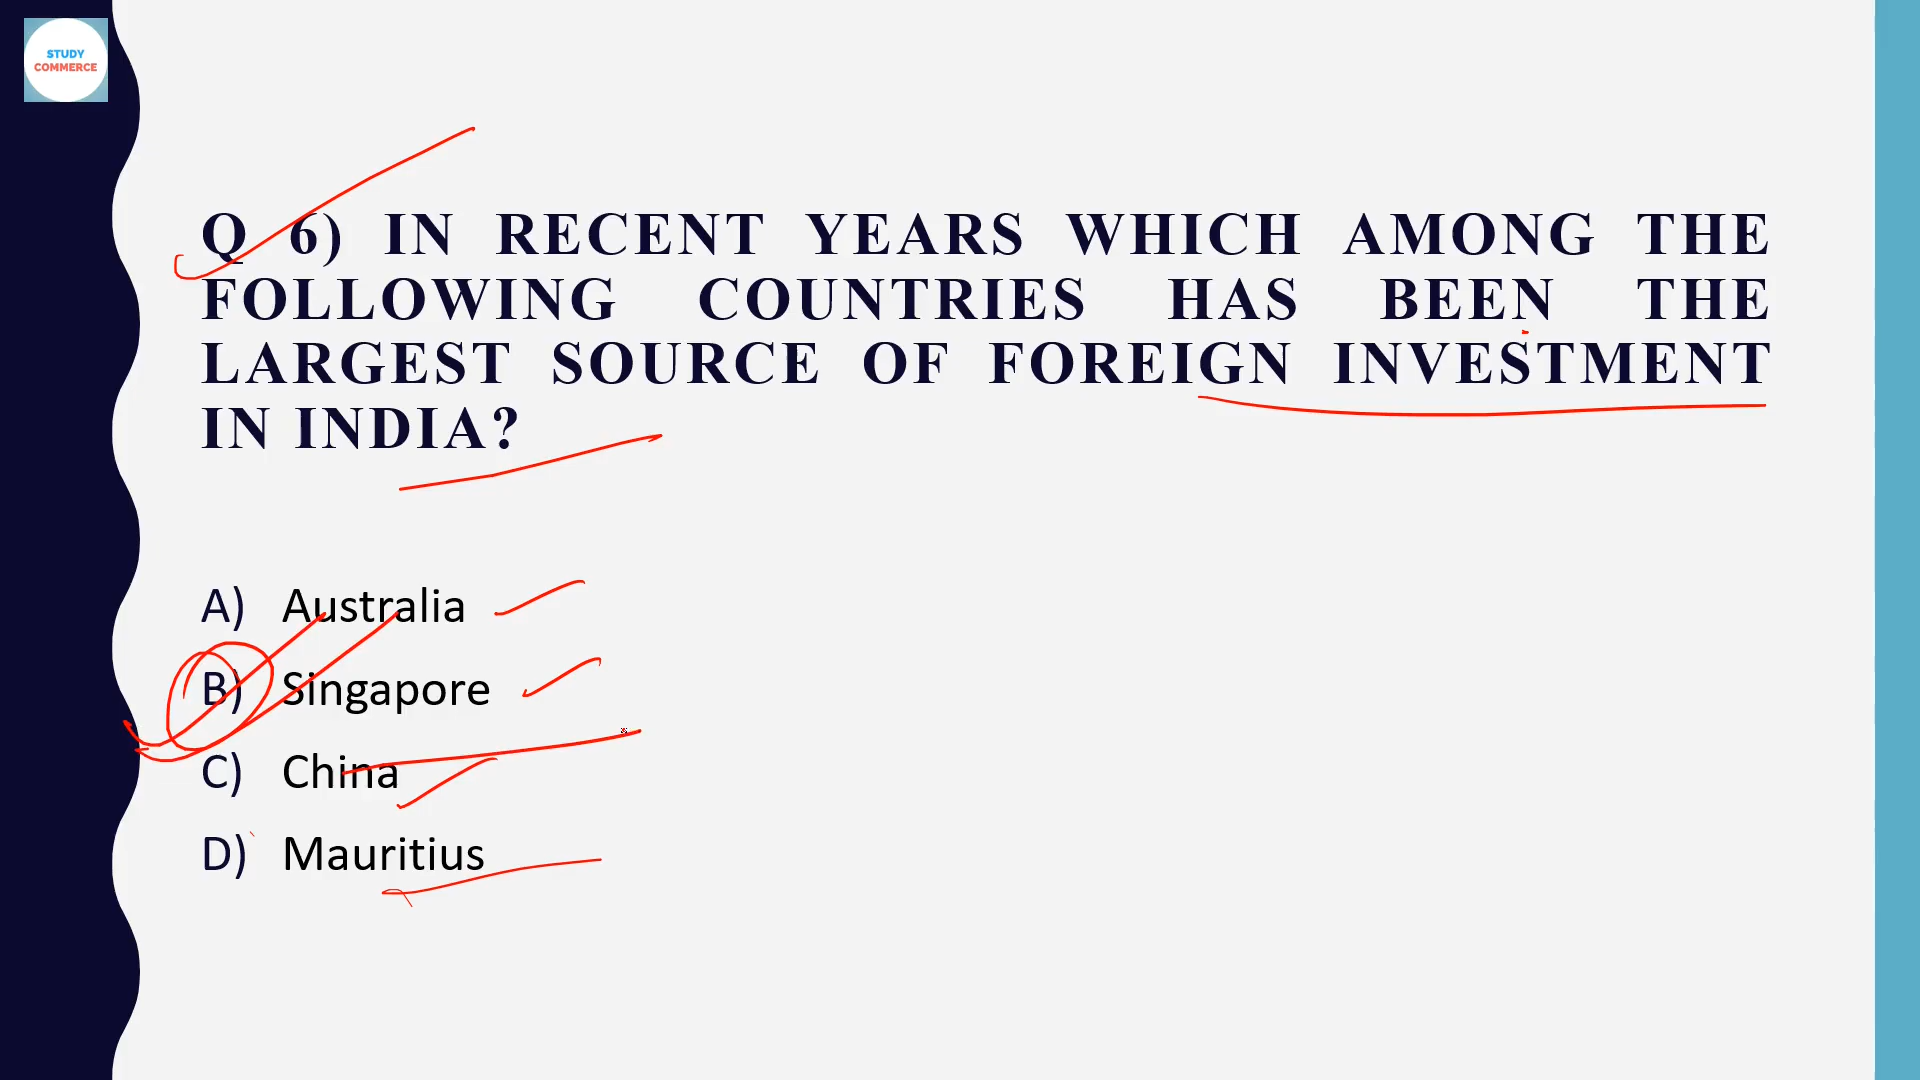 STUDY
COMMERCE
Q 6) IN RECENT YEARS WHICH AMONG THE
FOLLOWING COUNTRIES HAS BEEN THE
LARGEST SOURCE OF FOREIGN INVESTMENT
IN INDIA?
A) Australia
B) Singapore
C) China
D) Mauritius